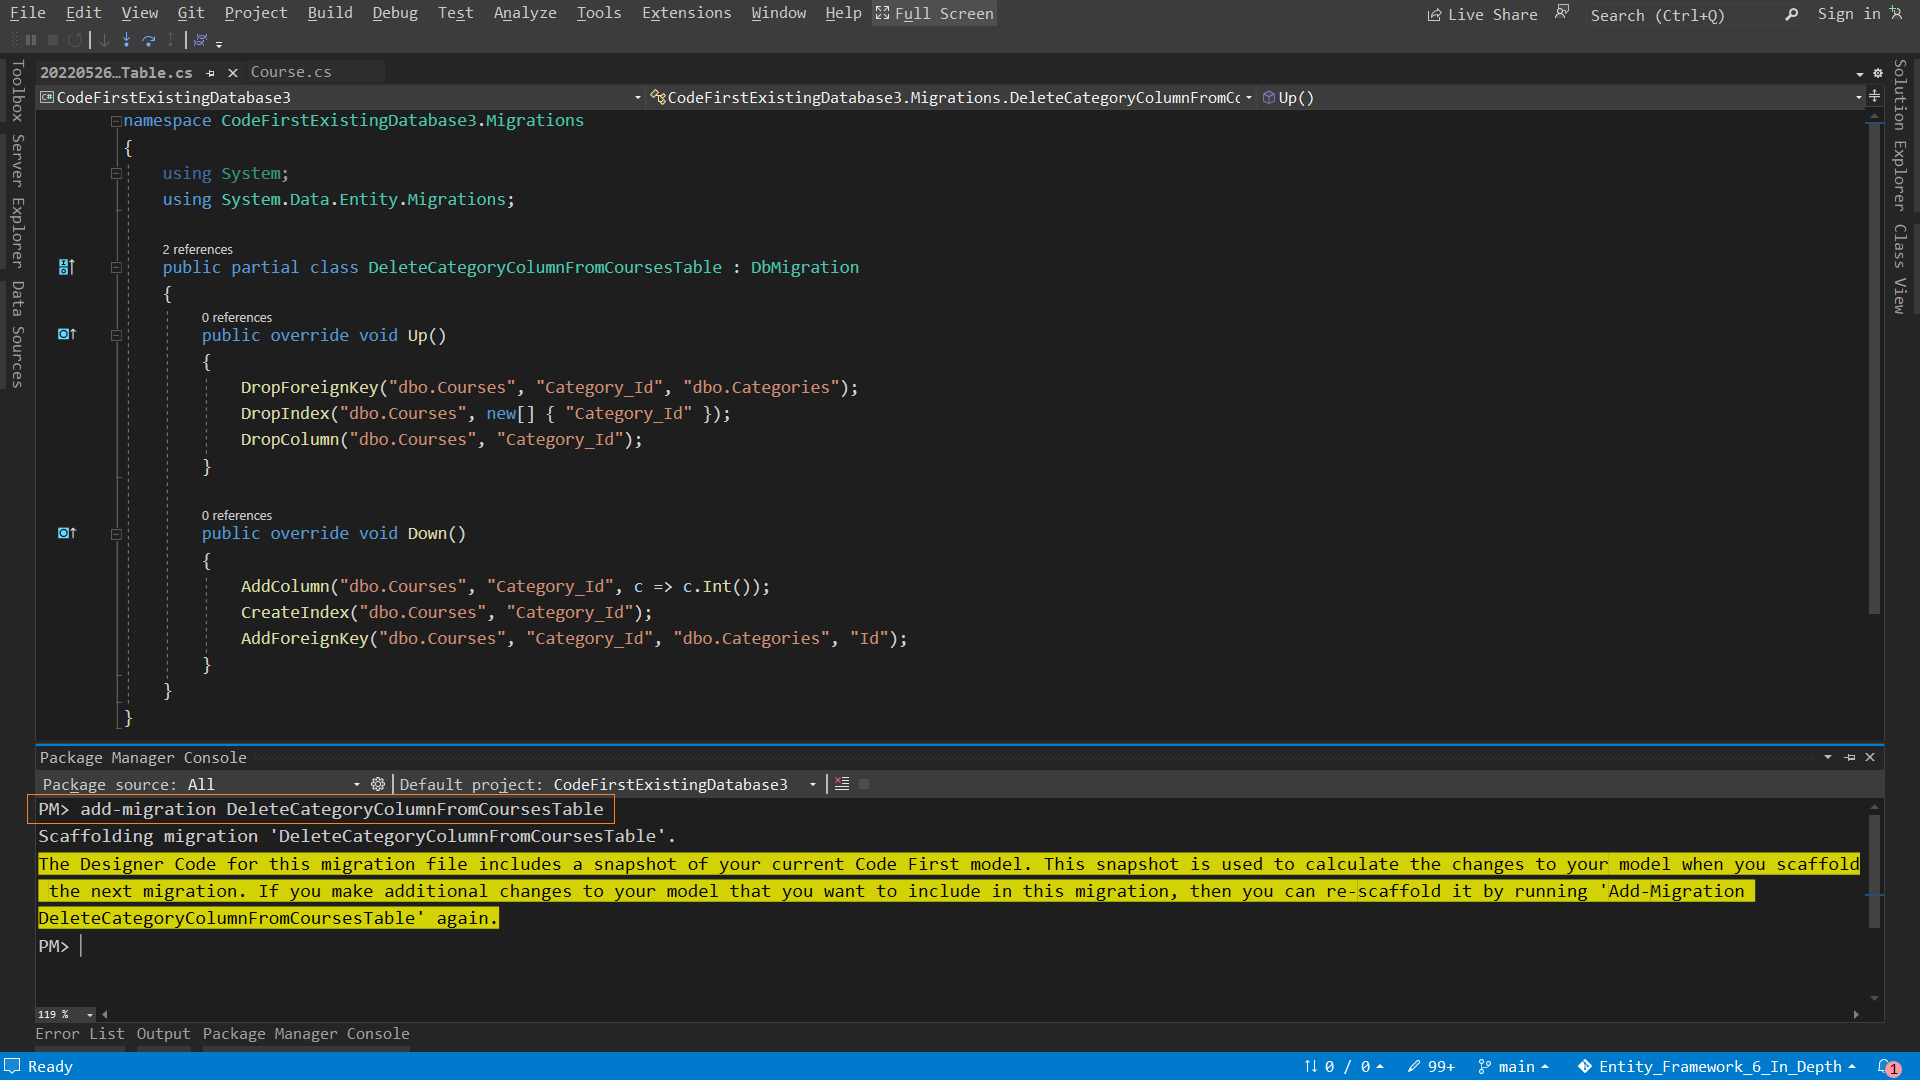 File Edit View Git Project Build Debug Test Analyze Tools Extensions Window Help Full Screen Live Share Search (Ctrl+Q) Sign in
20220526…Table.cs Course.cs
CodeFirstExistingDatabase3 CodeFirstExistingDatabase3.Migrations.DeleteCategoryColumnFromCo Up()
namespace CodeFirstExistingDatabase3.Migrations
{
using System;
using System.Data.Entity.Migrations;
2 references
public partial class DeleteCategoryColumnFromCoursesTable : DbMigration
{
0 references
public override void Up()
{
DropForeignKey("dbo.Courses", "Category_Id", "dbo.Categories");
DropIndex("dbo.Courses", new[] { "Category_Id" });
DropColumn("dbo.Courses", "Category_Id");
}
0 references
public override void Down()
{
AddColumn("dbo.Courses", "Category_Id", c => c.Int());
CreateIndex("dbo.Courses", "Category_Id");
AddForeignKey("dbo.Courses", "Category_Id", "dbo.Categories", "Id");
}
}
}
Toolbox
Server Explorer
Data Sources
Solution Explorer
Class View
Package Manager Console
Package source: All Default project: CodeFirstExistingDatabase3
PM> add-migration DeleteCategoryColumnFromCoursesTable
Scaffolding migration 'DeleteCategoryColumnFromCoursesTable'.
The Designer Code for this migration file includes a snapshot of your current Code First model. This snapshot is used to calculate the changes to your model when you scaffold
the next migration. If you make additional changes to your model that you want to include in this migration, then you can re-scaffold it by running 'Add-Migration
DeleteCategoryColumnFromCoursesTable' again.
PM>
119 %
Error List Output Package Manager Console
Ready 0 / 0 99+ main Entity_Framework_6_In_Depth 1